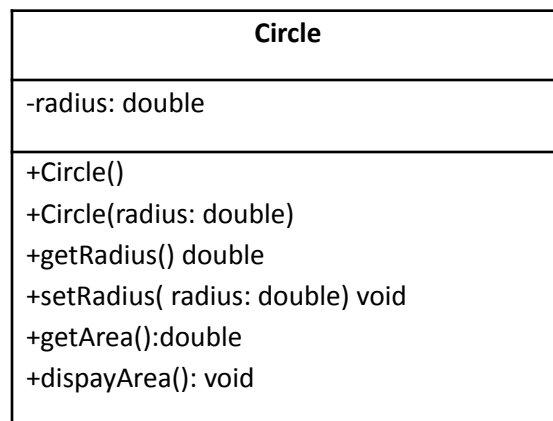 Circle
-radius: double
+Circle()
+Circle(radius: double)
+getRadius() double
+setRadius( radius: double) void
+getArea():double
+dispayArea(): void